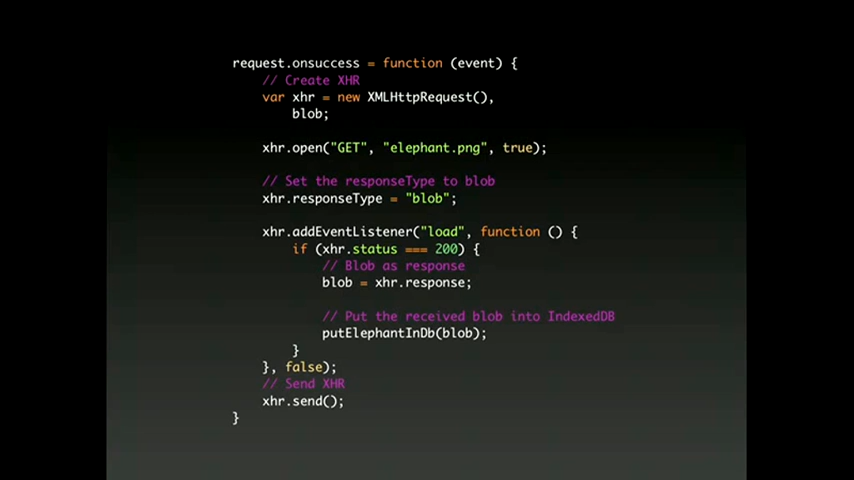 request.onsuccess = function (event) {
// Create XHR
var xhr = new XMLHttpRequest(),
blob;
xhr.open("GET", "elephant.png", true);
// Set the responseType to blob
xhr.responseType = "blob";
xhr.addEventListener("load", function () {
if (xhr.status === 200) {
// Blob as response
blob = xhr.response;
// Put the received blob into IndexedDB
putElephantInDb(blob);
}
}, false);
// Send XHR
xhr.send();
}